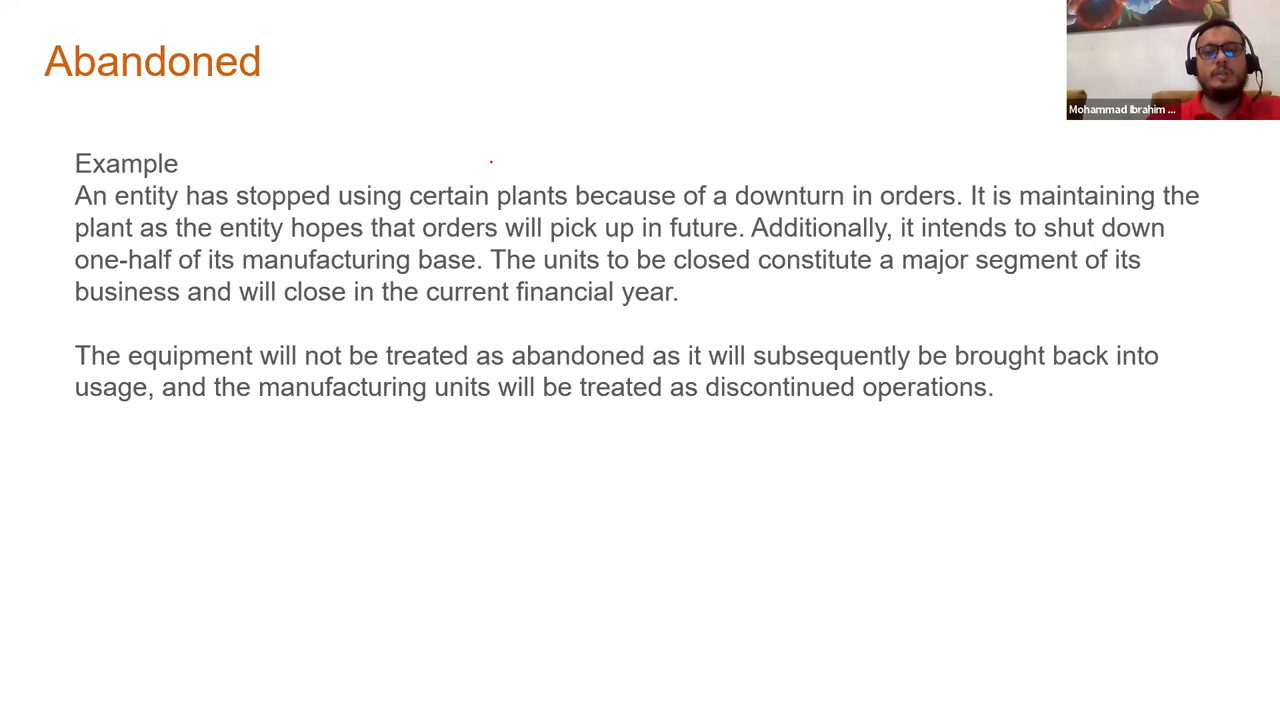 Abandoned
Mohammad Ibrahim ...
Example
An entity has stopped using certain plants because of a downturn in orders. It is maintaining the
plant as the entity hopes that orders will pick up in future. Additionally, it intends to shut down
one-half of its manufacturing base. The units to be closed constitute a major segment of its
business and will close in the current financial year.
The equipment will not be treated as abandoned as it will subsequently be brought back into
usage, and the manufacturing units will be treated as discontinued operations.